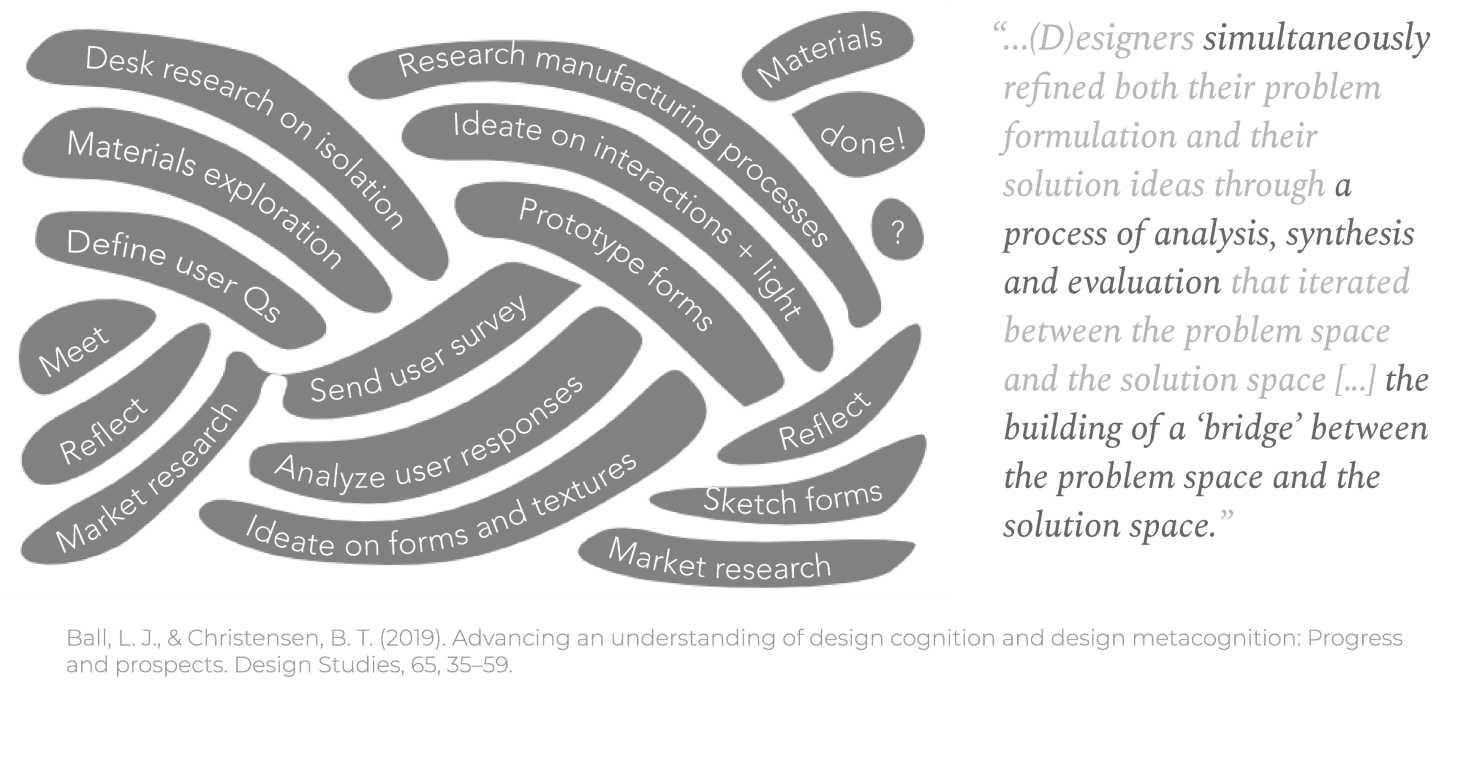 Desk research on isolation
Materials exploration
Define user Qs
Meet
Reflect
Market research
Research manufacturing processes
Ideate on interactions + light
Prototype forms
Send user survey
Analyze user responses
Ideate on forms and textures
Materials
done!
?
Reflect
Sketch forms
Market research
“...(D)esigners simultaneously
refined both their problem
formulation and their
solution ideas through a
process of analysis, synthesis
and evaluation that iterated
between the problem space
and the solution space [...] the
building of a ‘bridge’ between
the problem space and the
solution space.”
Ball, L. J., & Christensen, B. T. (2019). Advancing an understanding of design cognition and design metacognition: Progress
and prospects. Design Studies, 65, 35–59.